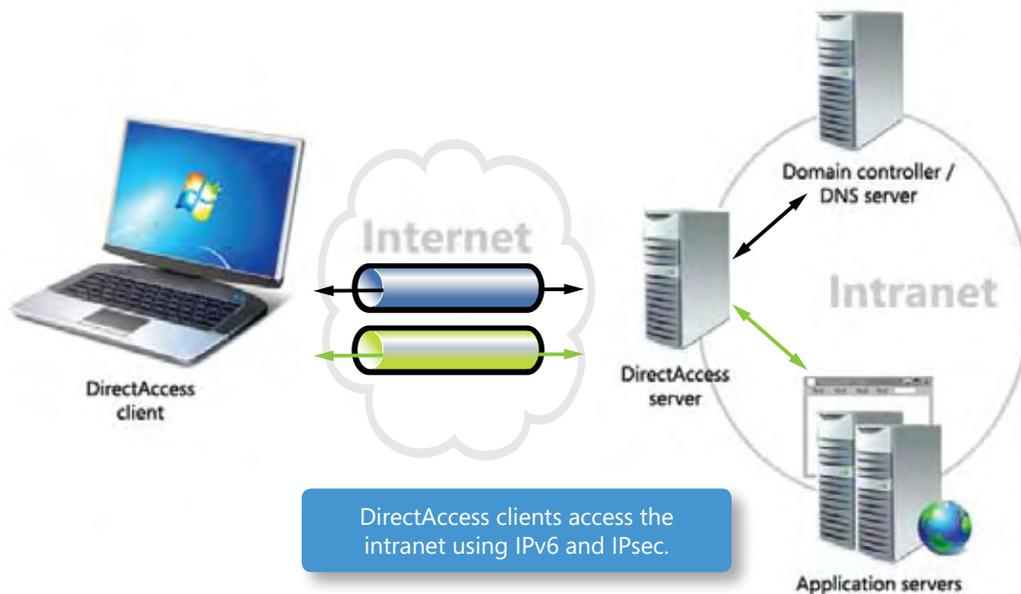 Domain controller /
DNS server
Internet
Intranet
DirectAccess
client
DirectAccess
server
DirectAccess clients access the
intranet using IPv6 and IPsec.
Application servers